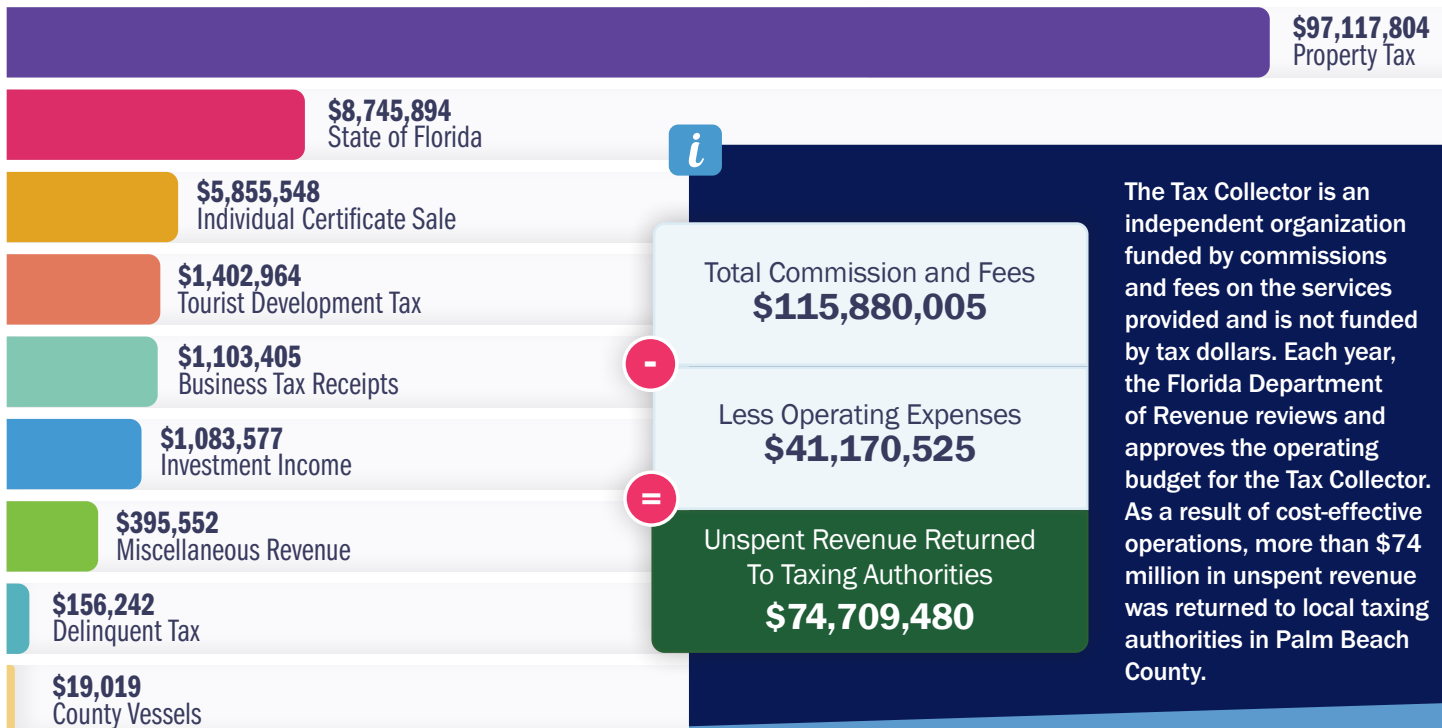 $97,117,804
Property Tax
$8,745,894
State of Florida
$5,855,548
Individual Certificate Sale
$1,402,964
Tourist Development Tax
$1,103,405
Business Tax Receipts
$1,083,577
Investment Income
$395,552
Miscellaneous Revenue
$156,242
Delinquent Tax
$19,019
County Vessels
i
Total Commission and Fees
$115,880,005
-
Less Operating Expenses
$41,170,525
=
Unspent Revenue Returned
To Taxing Authorities
$74,709,480
The Tax Collector is an
independent organization
funded by commissions
and fees on the services
provided and is not funded
by tax dollars. Each year,
the Florida Department
of Revenue reviews and
approves the operating
budget for the Tax Collector.
As a result of cost-effective
operations, more than $74
million in unspent revenue
was returned to local taxing
authorities in Palm Beach
County.